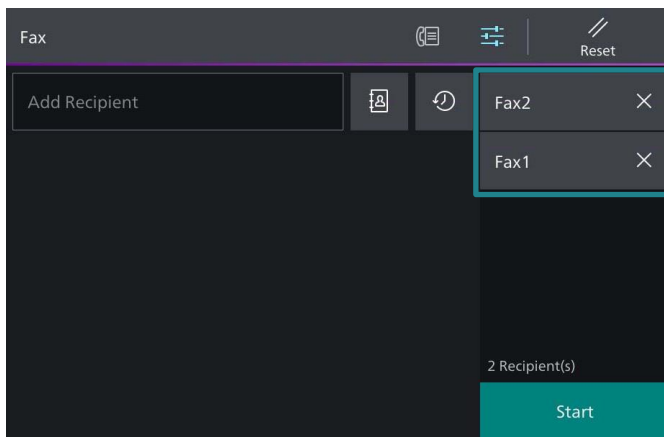 Fax
Reset
Add Recipient
Fax2
Fax1
2 Recipient(s)
Start